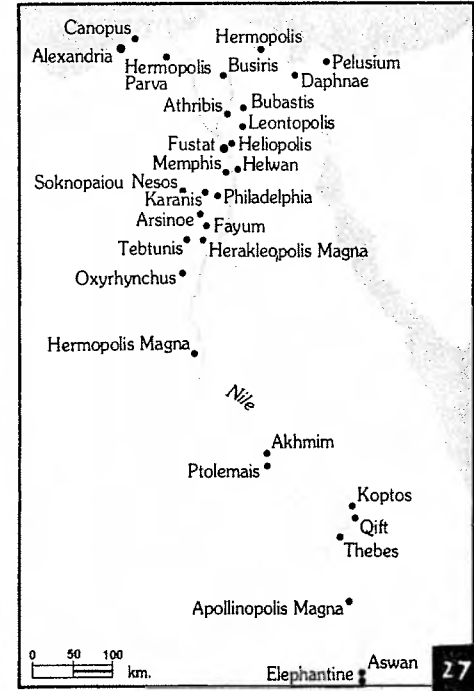 Canopus
Hermopolis
Alexandria
Hermopolis
Parva
Busiris
Pelusium
Daphnae
Athribis
Bubastis
Leontopolis
Fustat
Heliopolis
Memphis
Helwan
Soknopaiou Nesos
Karanis
Philadelphia
Arsinoe
Fayum
Tebtunis
Herakleopolis Magna
Oxyrhynchus
Hermopolis Magna
Nile
Akhmim
Ptolemais
Koptos
Qift
Thebes
Apollinopolis Magna
0 50 100
km.
Elephantine
Aswan
27